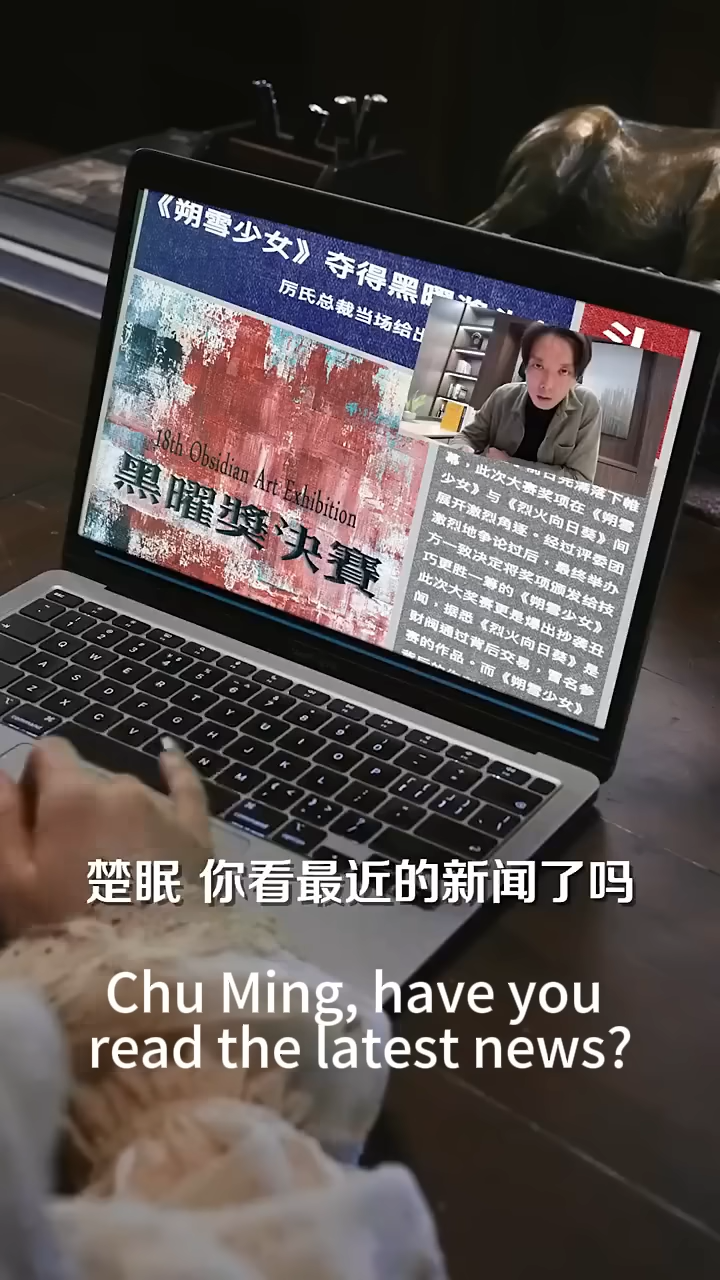 《朔雪少女》夺得黑曜奖
厉氏总裁当场给出
18th Obsidian Art Exhibition
黑曜獎決賽
幕，此次大赛奖项在《朔雪
少女》与《烈火向日葵》间
展开激烈角逐。经过评委团
激烈地争论过后，最终举办
方一致决定将奖项颁发给技
巧更胜一筹的《朔雪少女》
此次大奖赛更是爆出抄袭丑
闻，据悉《烈火向日葵》是
财阀通过背后交易，冒名参
赛的作品。而《朔雪少女》
楚眠 你看最近的新闻了吗
Chu Ming, have you
read the latest news?